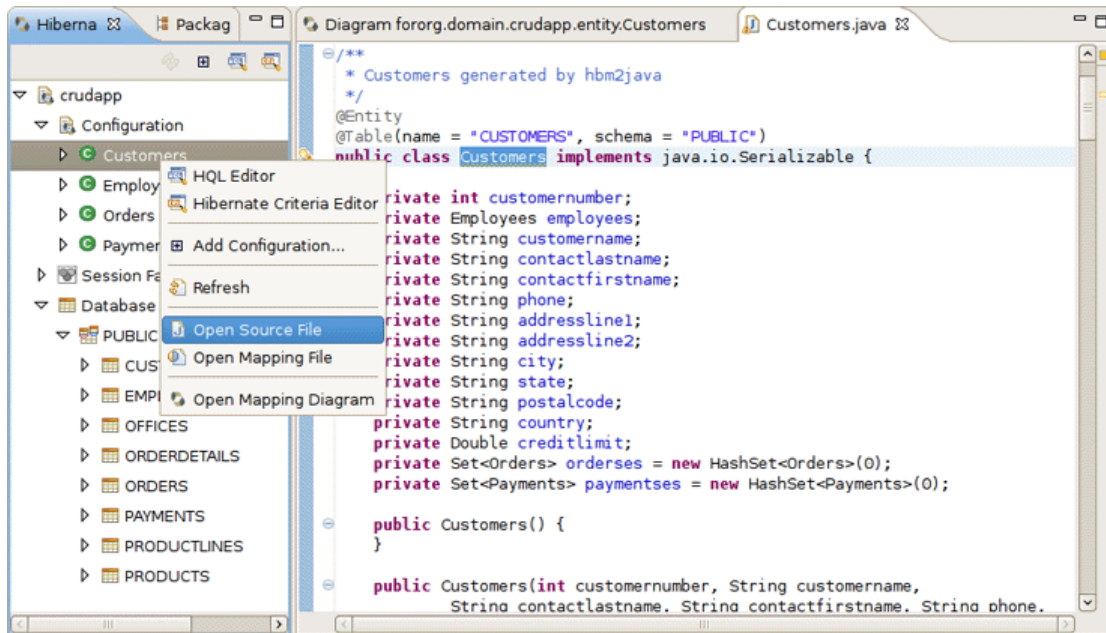 Hiberna
Packag
Diagram fororg.domain.crudapp.entity.Customers
Customers.java
crudapp
Configuration
Customers
Employ
Orders
Paymer
Session Fa
Database
PUBLIC
CUS
EMPI
OFFICES
ORDERDETAILS
ORDERS
PAYMENTS
PRODUCTLINES
PRODUCTS
HQL Editor
Hibernate Criteria Editor
Add Configuration...
Refresh
Open Source File
Open Mapping File
Open Mapping Diagram
/**
* Customers generated by hbm2java
*/
@Entity
@Table(name = "CUSTOMERS", schema = "PUBLIC")
public class Customers implements java.io.Serializable {
rivate int customernumber;
rivate Employees employees;
rivate String customername;
rivate String contactlastname;
rivate String contactfirstname;
rivate String phone;
rivate String addressline1;
rivate String addressline2;
rivate String city;
rivate String state;
rivate String postalcode;
private String country;
private Double creditlimit;
private Set<Orders> orderses = new HashSet<Orders>(0);
private Set<Payments> paymentses = new HashSet<Payments>(0);
public Customers() {
}
public Customers(int customernumber, String customername,
String contactlastname, String contactfirstname, String phone,